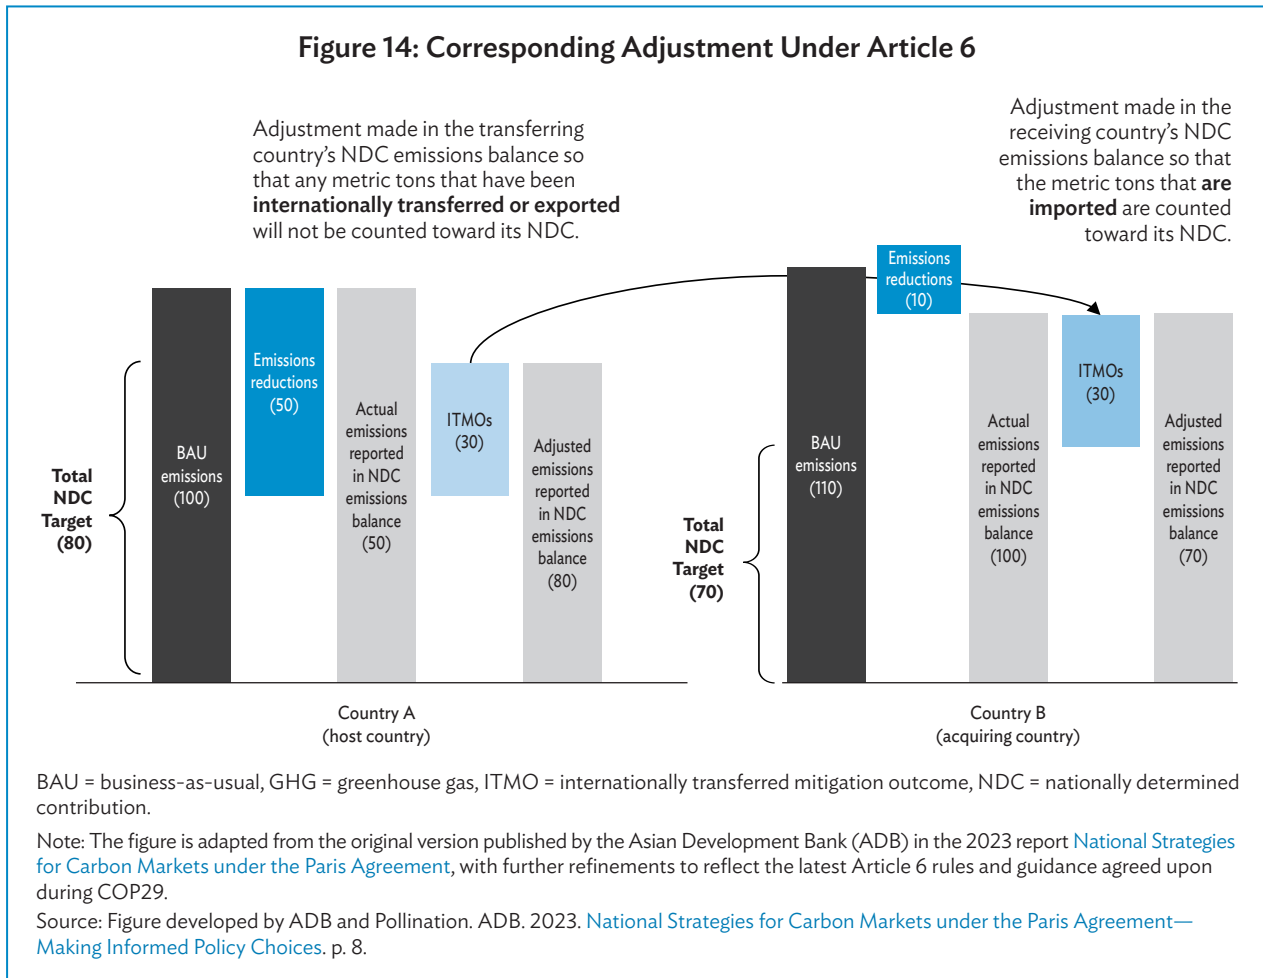 Figure 14: Corresponding Adjustment Under Article 6
Adjustment made in the transferring
country’s NDC emissions balance so
that any metric tons that have been
internationally transferred or exported
will not be counted toward its NDC.
Adjustment made in the
receiving country’s NDC
emissions balance so that
the metric tons that are
imported are counted
toward its NDC.
Total
NDC
Target
(80)
BAU
emissions
(100)
Emissions
reductions
(50)
Actual
emissions
reported
in NDC
emissions
balance
(50)
ITMOs
(30)
Adjusted
emissions
reported
in NDC
emissions
balance
(80)
Country A
(host country)
Total
NDC
Target
(70)
BAU
emissions
(110)
Emissions
reductions
(10)
Actual
emissions
reported
in NDC
emissions
balance
(100)
ITMOs
(30)
Adjusted
emissions
reported
in NDC
emissions
balance
(70)
Country B
(acquiring country)
BAU = business-as-usual, GHG = greenhouse gas, ITMO = internationally transferred mitigation outcome, NDC = nationally determined
contribution.
Note: The figure is adapted from the original version published by the Asian Development Bank (ADB) in the 2023 report National Strategies
for Carbon Markets under the Paris Agreement, with further refinements to reflect the latest Article 6 rules and guidance agreed upon
during COP29.
Source: Figure developed by ADB and Pollination. ADB. 2023. National Strategies for Carbon Markets under the Paris Agreement—
Making Informed Policy Choices. p. 8.